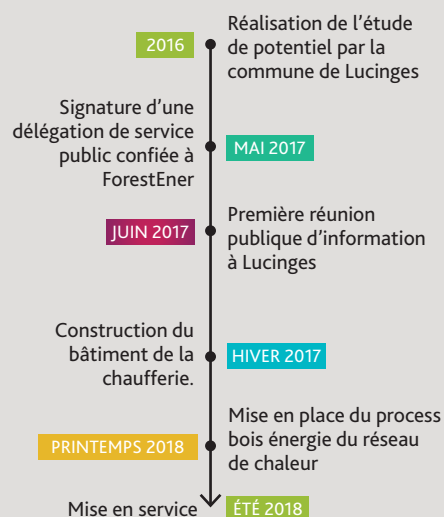 2016
Réalisation de l’étude
de potentiel par la
commune de Lucinges
Signature d’une
délégation de service
public confiée à
ForestEner
MAI 2017
JUIN 2017
Première réunion
publique d’information
à Lucinges
Construction du
bâtiment de la
chaufferie.
HIVER 2017
PRINTEMPS 2018
Mise en place du process
bois énergie du réseau
de chaleur
Mise en service
ÉTÉ 2018